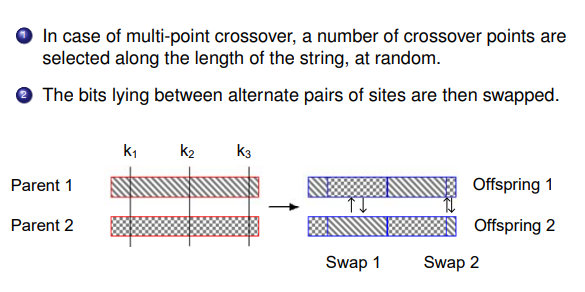 1 In case of multi-point crossover, a number of crossover points are
selected along the length of the string, at random.
2 The bits lying between alternate pairs of sites are then swapped.
k1 k2 k3
Parent 1 Offspring 1
Parent 2 Offspring 2
Swap 1 Swap 2